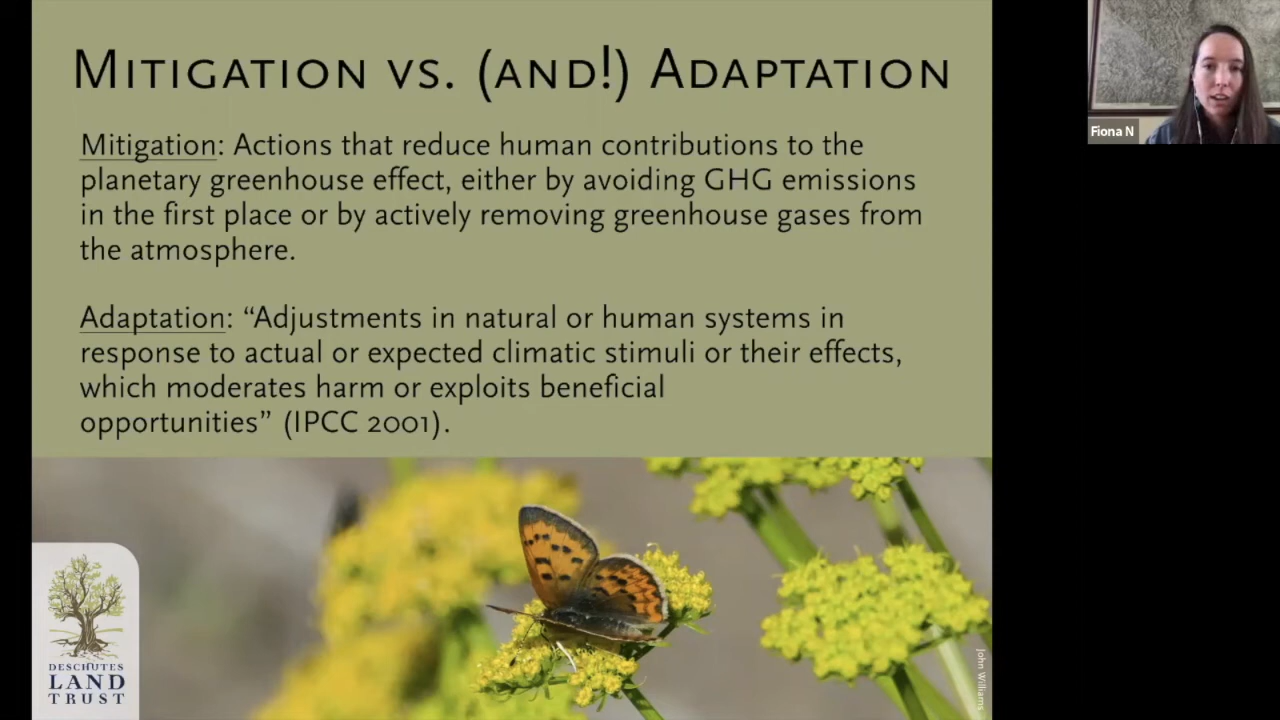 MITIGATION VS. (AND!) ADAPTATION
Mitigation: Actions that reduce human contributions to the
planetary greenhouse effect, either by avoiding GHG emissions
in the first place or by actively removing greenhouse gases from
the atmosphere.
Adaptation: “Adjustments in natural or human systems in
response to actual or expected climatic stimuli or their effects,
which moderates harm or exploits beneficial
opportunities” (IPCC 2001).
DESCHUTES
LAND
TRUST
John Williams
Fiona N